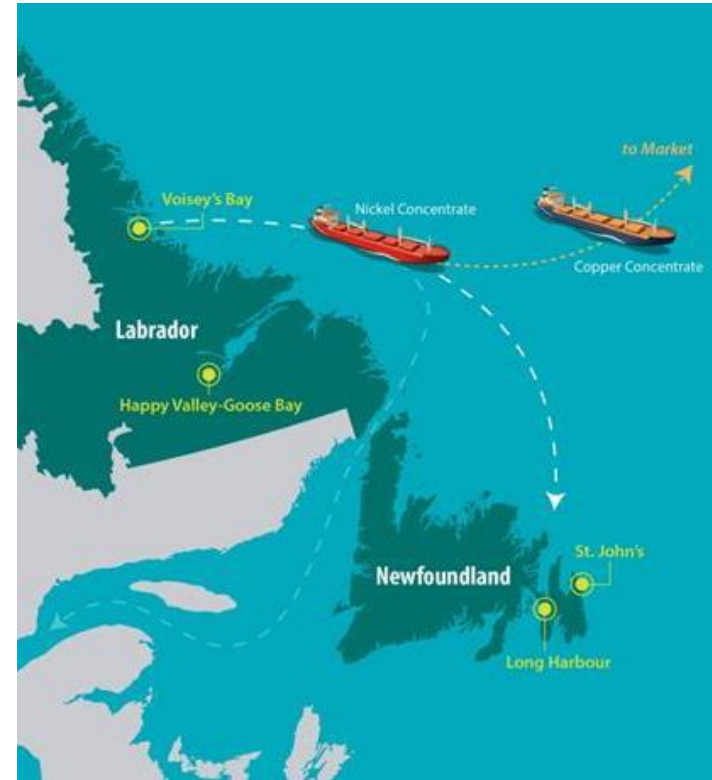 to Market
Voisey's Bay
Nickel Concentrate
Copper Concentrate
Labrador
Happy Valley-Goose Bay
St. John's
Newfoundland
Long Harbour